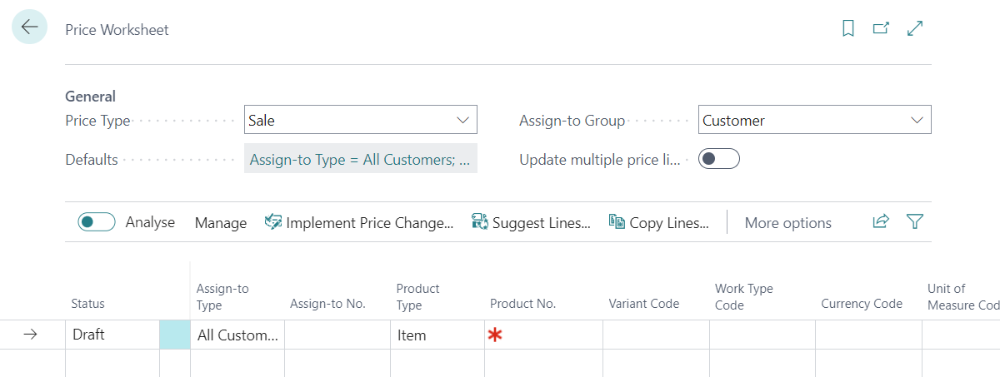 Price Worksheet
General
Price Type Sale Assign-to Group Customer
Defaults Assign-to Type = All Customers; ... Update multiple price li...
Analyse Manage Implement Price Change... Suggest Lines... Copy Lines... More options
Status Assign-to Type Assign-to No. Product Type Product No. Variant Code Work Type Code Currency Code Unit of Measure Cod
Draft All Custom... Item *